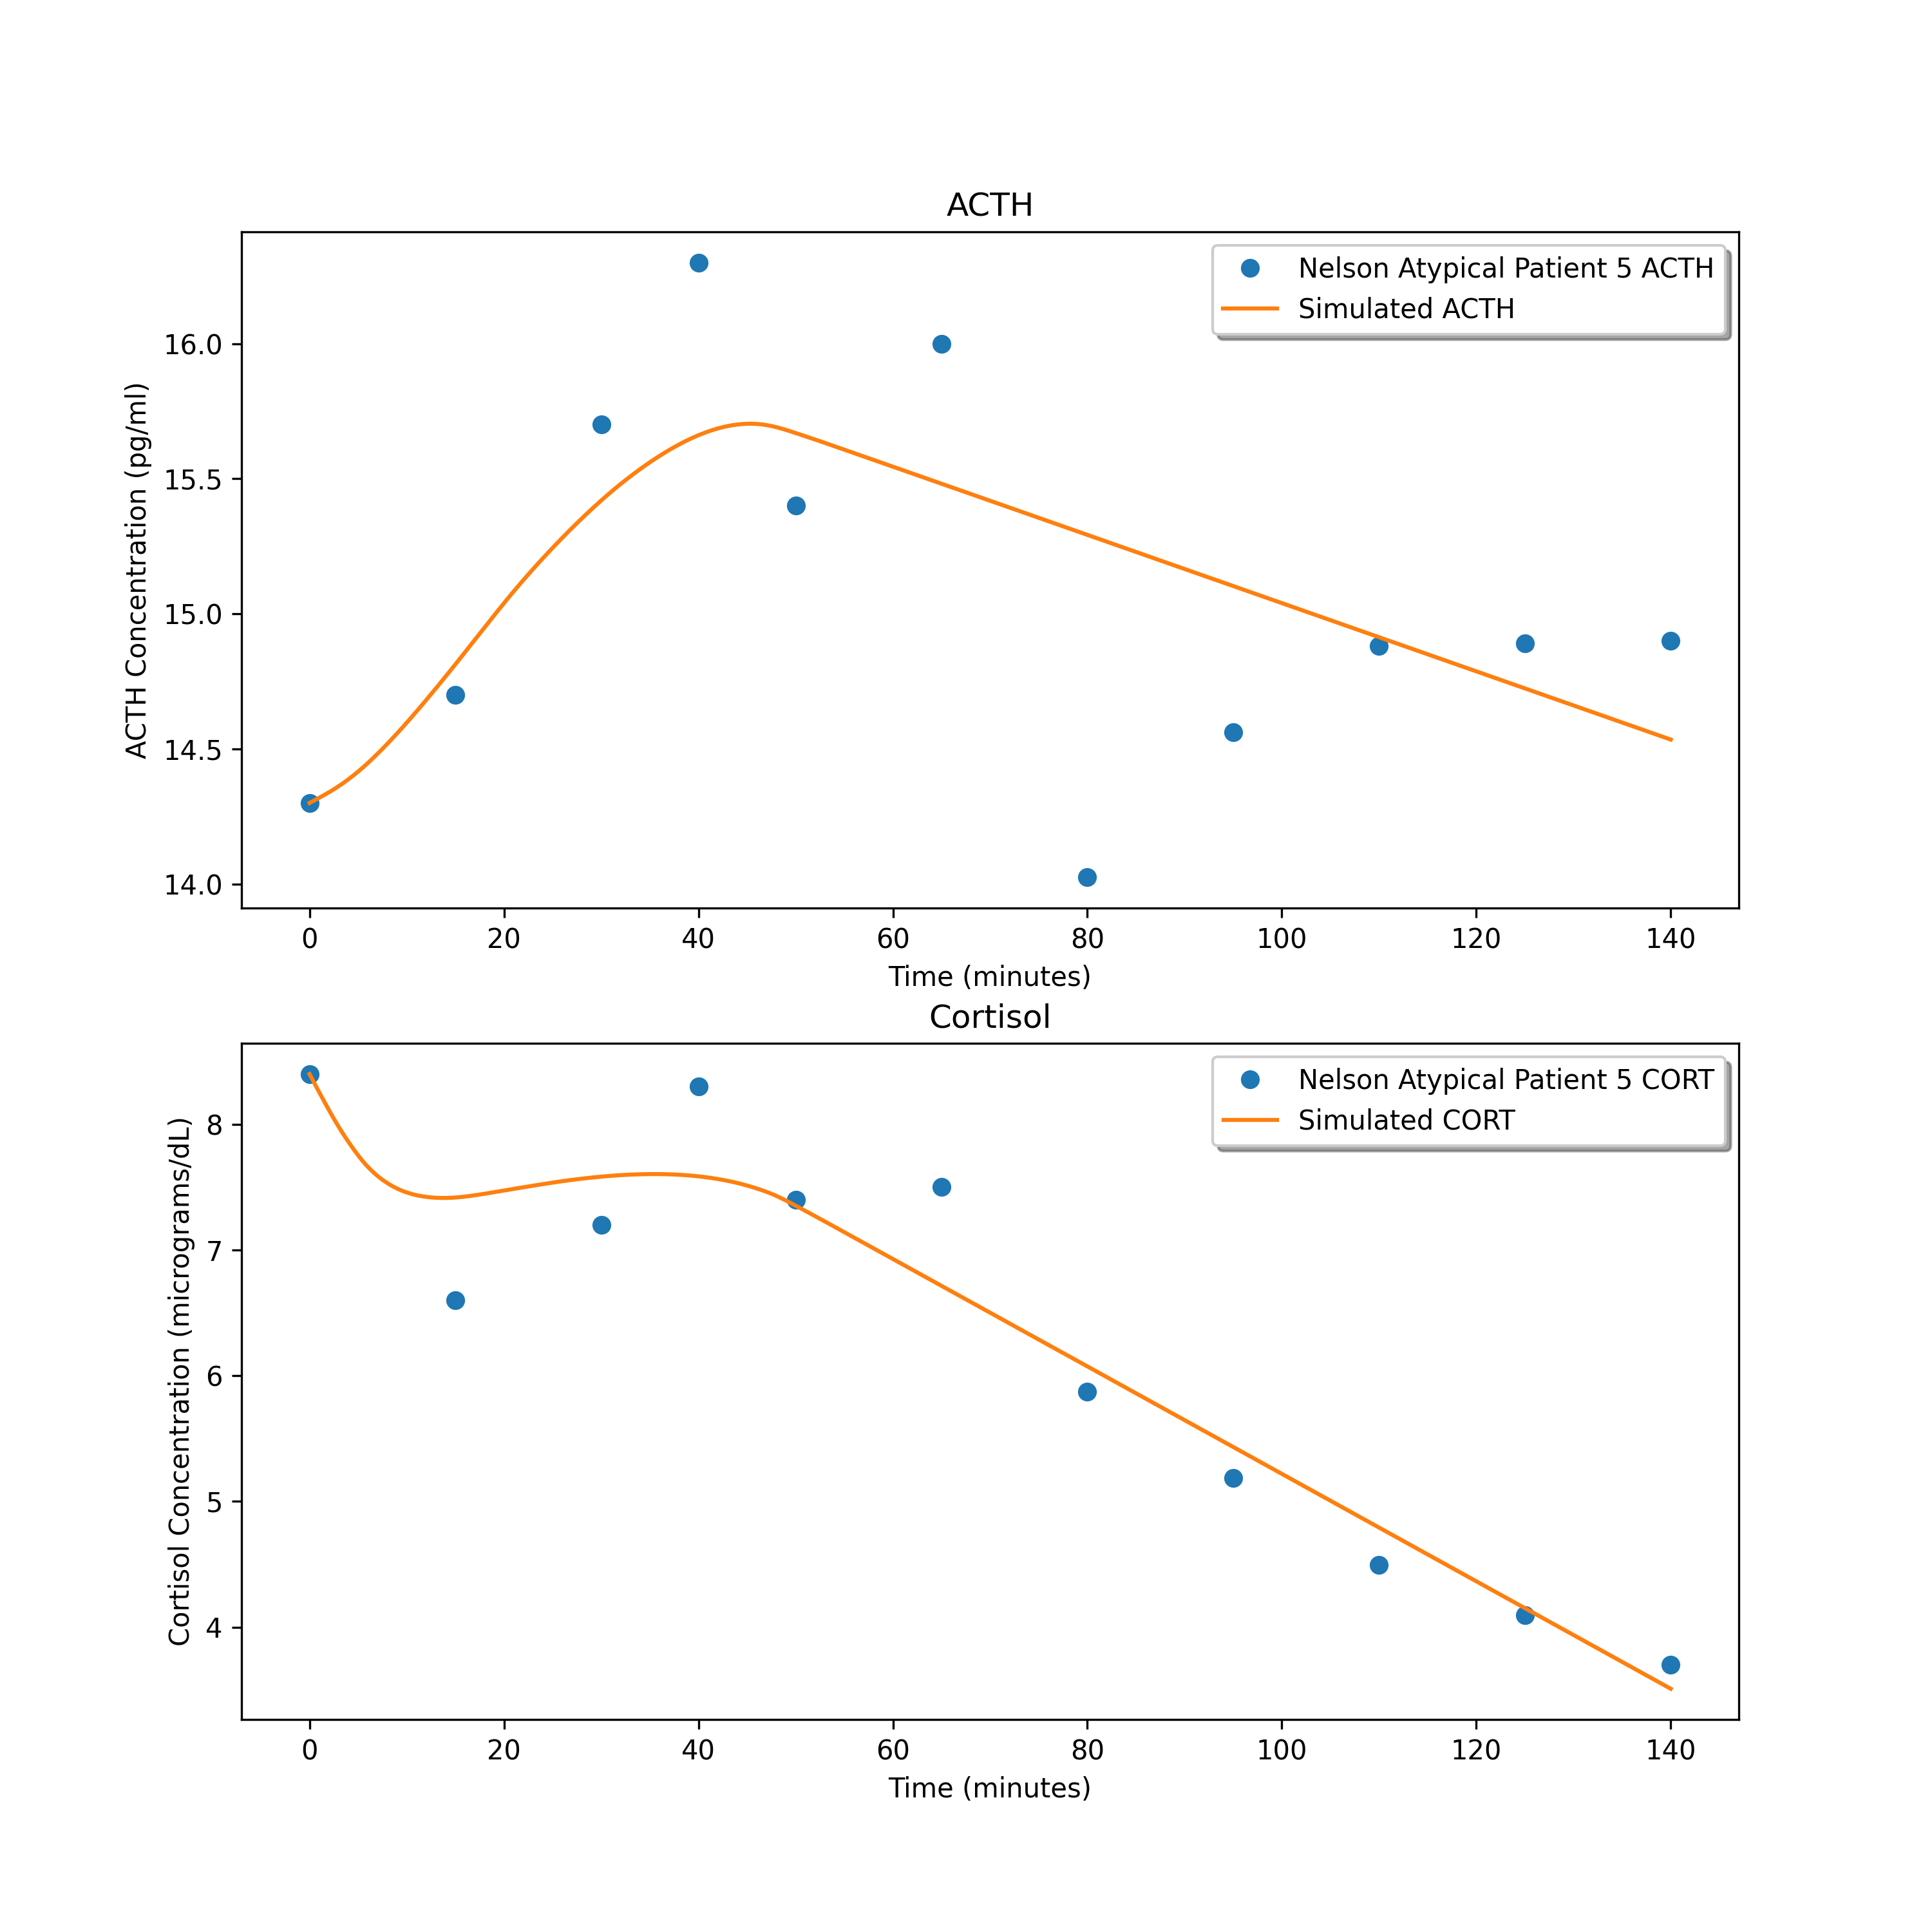 ACTH
Nelson Atypical Patient 5 ACTH
Simulated ACTH
ACTH Concentration (pg/ml)
16.0
15.5
15.0
14.5
14.0
0 20 40 60 80 100 120 140
Time (minutes)
Cortisol
Nelson Atypical Patient 5 CORT
Simulated CORT
Cortisol Concentration (micrograms/dL)
8
7
6
5
4
0 20 40 60 80 100 120 140
Time (minutes)